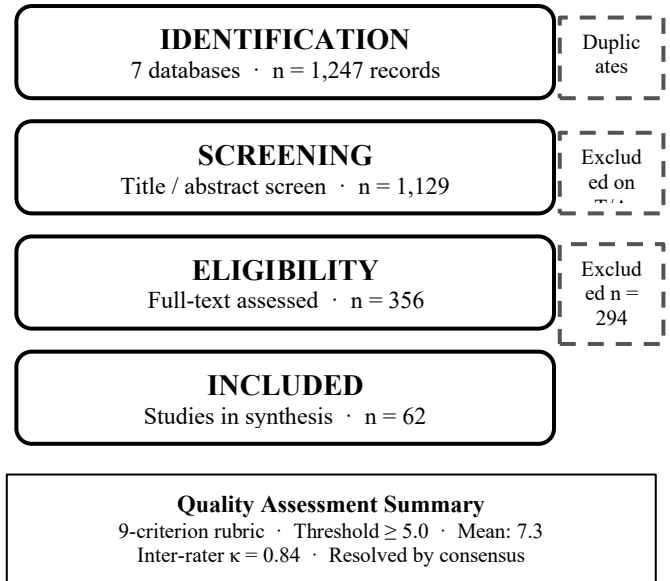 IDENTIFICATION
7 databases · n = 1,247 records
Duplic
ates
SCREENING
Title / abstract screen · n = 1,129
Exclud
ed on
ELIGIBILITY
Full-text assessed · n = 356
Exclud
ed n =
294
INCLUDED
Studies in synthesis · n = 62
Quality Assessment Summary
9-criterion rubric · Threshold ≥ 5.0 · Mean: 7.3
Inter-rater κ = 0.84 · Resolved by consensus